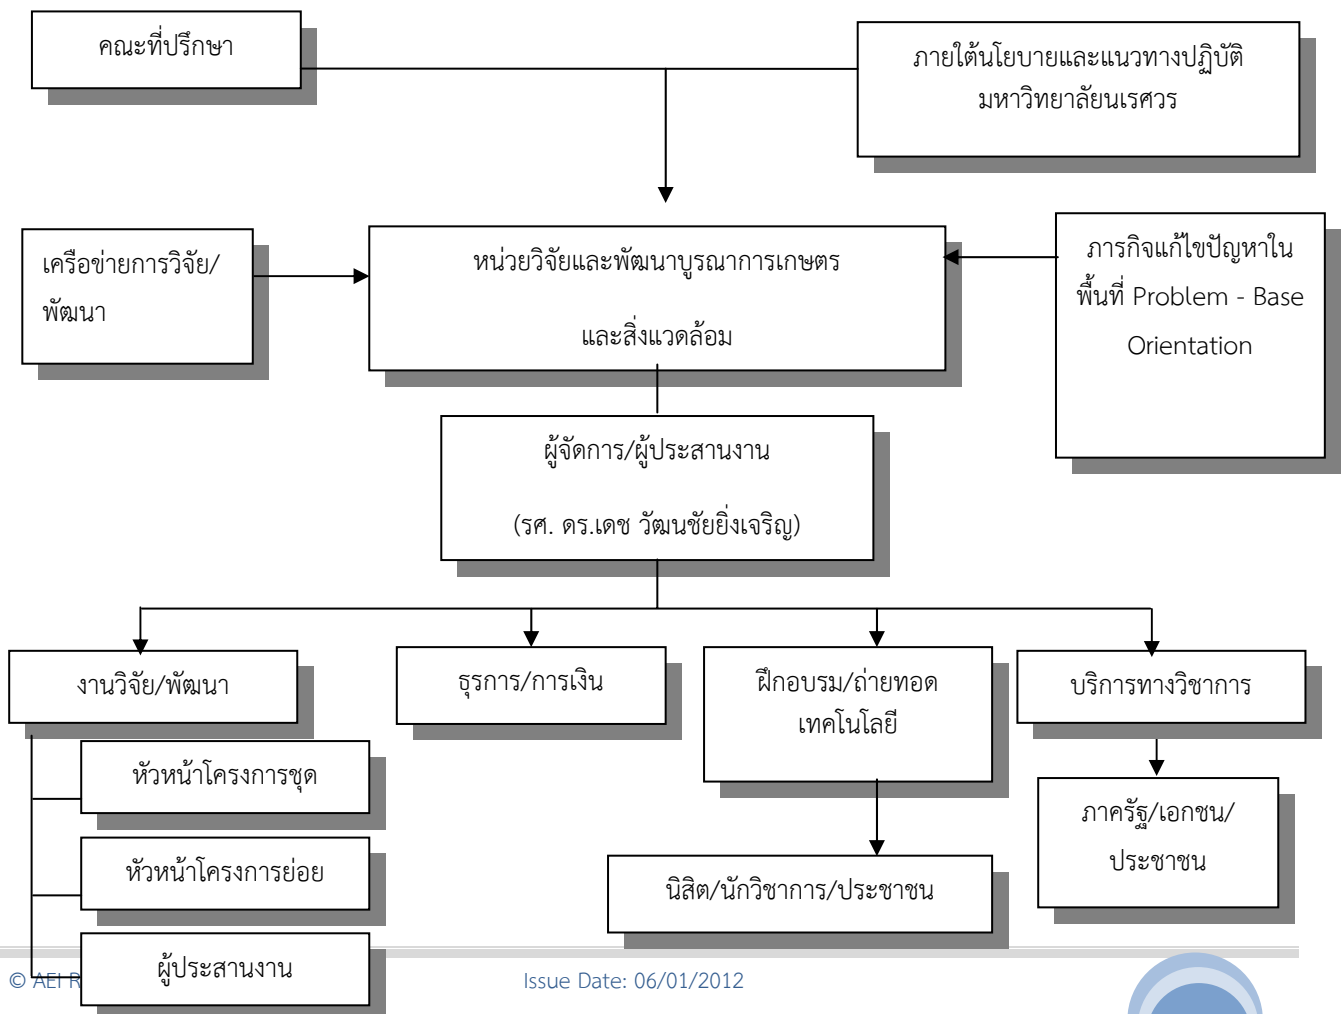 คณะที่ปรึกษา
ภายใต้นโยบายและแนวทางปฏิบัติ
มหาวิทยาลัยนเรศวร
เครือข่ายการวิจัย/
พัฒนา
หน่วยวิจัยและพัฒนาบูรณาการเกษตร
และสิ่งแวดล้อม
ภารกิจแก้ไขปัญหาใน
พื้นที่ Problem - Base
Orientation
ผู้จัดการ/ผู้ประสานงาน
(รศ. ดร.เดช วัฒนชัยยิ่งเจริญ)
งานวิจัย/พัฒนา
ธุรการ/การเงิน
ฝึกอบรม/ถ่ายทอด
เทคโนโลยี
บริการทางวิชาการ
หัวหน้าโครงการชุด
หัวหน้าโครงการย่อย
ผู้ประสานงาน
นิสิต/นักวิชาการ/ประชาชน
ภาครัฐ/เอกชน/
ประชาชน
© AEI R
Issue Date: 06/01/2012